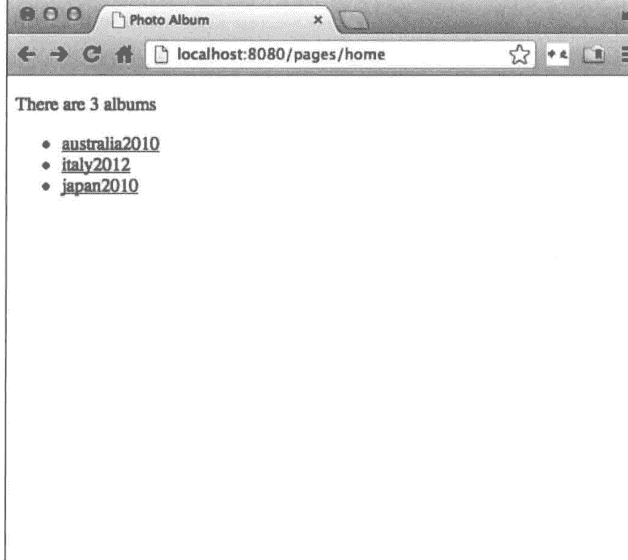 Photo Album
localhost:8080/pages/home
There are 3 albums
australia2010
italy2012
japan2010